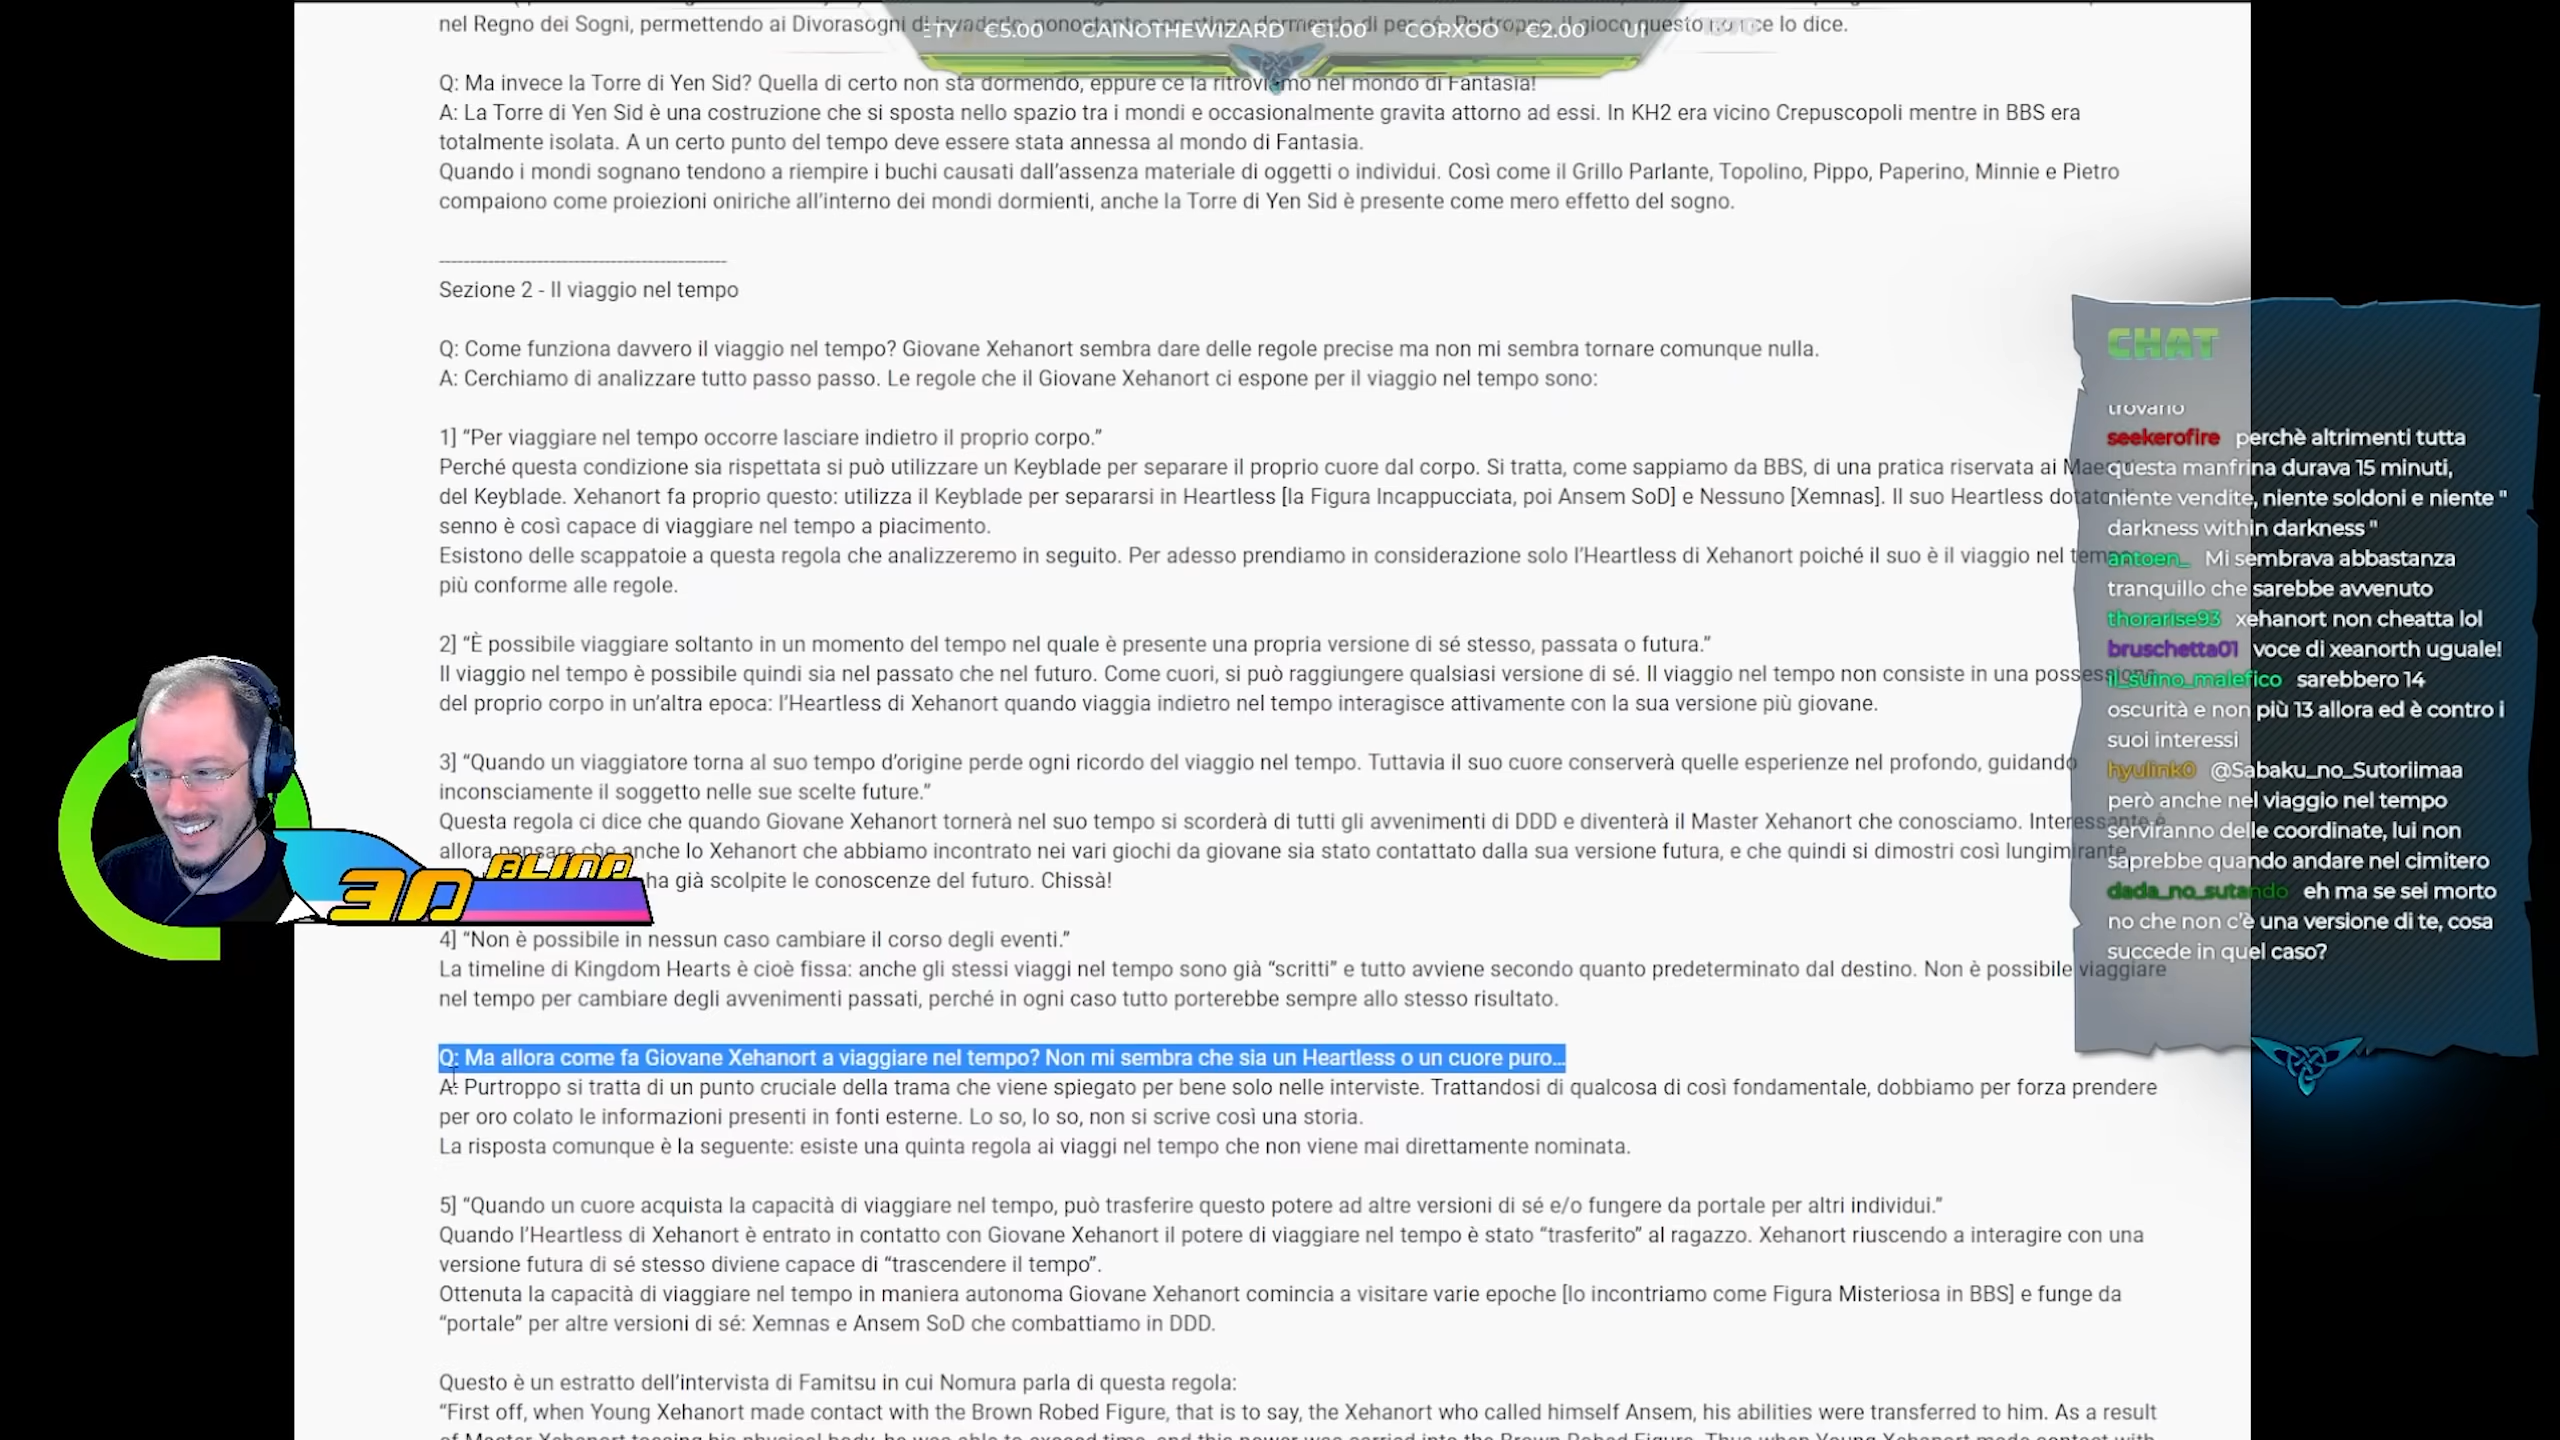 nel Regno dei Sogni, permettendo ai Divorasogni di invaderlo, nonostante non stiano dormendo di per sé. Purtroppo, il gioco questo non ce lo dice.
ETY €5.00 CAINOTHEWIZARD €1.00 CORXOO €2.00
Q: Ma invece la Torre di Yen Sid? Quella di certo non sta dormendo, eppure ce la ritroviamo nel mondo di Fantasia!
A: La Torre di Yen Sid è una costruzione che si sposta nello spazio tra i mondi e occasionalmente gravita attorno ad essi. In KH2 era vicino Crepuscopoli mentre in BBS era
totalmente isolata. A un certo punto del tempo deve essere stata annessa al mondo di Fantasia.
Quando i mondi sognano tendono a riempire i buchi causati dall’assenza materiale di oggetti o individui. Così come il Grillo Parlante, Topolino, Pippo, Paperino, Minnie e Pietro
compaiono come proiezioni oniriche all’interno dei mondi dormienti, anche la Torre di Yen Sid è presente come mero effetto del sogno.
Sezione 2 - Il viaggio nel tempo
Q: Come funziona davvero il viaggio nel tempo? Giovane Xehanort sembra dare delle regole precise ma non mi sembra tornare comunque nulla.
A: Cerchiamo di analizzare tutto passo passo. Le regole che il Giovane Xehanort ci espone per il viaggio nel tempo sono:
1] “Per viaggiare nel tempo occorre lasciare indietro il proprio corpo.”
Perché questa condizione sia rispettata si può utilizzare un Keyblade per separare il proprio cuore dal corpo. Si tratta, come sappiamo da BBS, di una pratica riservata ai
del Keyblade. Xehanort fa proprio questo: utilizza il Keyblade per separarsi in Heartless [la Figura Incappucciata, poi Ansem SoD] e Nessuno [Xemnas]. Il suo Heartless
senno è così capace di viaggiare nel tempo a piacimento.
Esistono delle scappatoie a questa regola che analizzeremo in seguito. Per adesso prendiamo in considerazione solo l’Heartless di Xehanort poiché il suo è il viaggio nel tempo
più conforme alle regole.
2] “È possibile viaggiare soltanto in un momento del tempo nel quale è presente una propria versione di sé stesso, passata o futura.”
Il viaggio nel tempo è possibile quindi sia nel passato che nel futuro. Come cuori, si può raggiungere qualsiasi versione di sé. Il viaggio nel tempo non consiste in una possessione
del proprio corpo in un’altra epoca: l’Heartless di Xehanort quando viaggia indietro nel tempo interagisce attivamente con la sua versione più giovane.
3] “Quando un viaggiatore torna al suo tempo d’origine perde ogni ricordo del viaggio nel tempo. Tuttavia il suo cuore conserverà quelle esperienze nel profondo, guidando
inconsciamente il soggetto nelle sue scelte future.”
Questa regola ci dice che quando Giovane Xehanort tornerà nel suo tempo si scorderà di tutti gli avvenimenti di DDD e diventerà il Master Xehanort che conosciamo. Interessante è
allora pensare che anche lo Xehanort che abbiamo incontrato nei vari giochi da giovane sia stato contattato dalla sua versione futura, e che quindi si dimostri così lungimirante
ha già scolpite le conoscenze del futuro. Chissà!
4] “Non è possibile in nessun caso cambiare il corso degli eventi.”
La timeline di Kingdom Hearts è cioè fissa: anche gli stessi viaggi nel tempo sono già “scritti” e tutto avviene secondo quanto predeterminato dal destino. Non è possibile viaggiare
nel tempo per cambiare degli avvenimenti passati, perché in ogni caso tutto porterebbe sempre allo stesso risultato.
Q: Ma allora come fa Giovane Xehanort a viaggiare nel tempo? Non mi sembra che sia un Heartless o un cuore puro…
A: Purtroppo si tratta di un punto cruciale della trama che viene spiegato per bene solo nelle interviste. Trattandosi di qualcosa di così fondamentale, dobbiamo per forza prendere
per oro colato le informazioni presenti in fonti esterne. Lo so, lo so, non si scrive così una storia.
La risposta comunque è la seguente: esiste una quinta regola ai viaggi nel tempo che non viene mai direttamente nominata.
5] “Quando un cuore acquista la capacità di viaggiare nel tempo, può trasferire questo potere ad altre versioni di sé e/o fungere da portale per altri individui.”
Quando l’Heartless di Xehanort è entrato in contatto con Giovane Xehanort il potere di viaggiare nel tempo è stato “trasferito” al ragazzo. Xehanort riuscendo a interagire con una
versione futura di sé stesso diviene capace di “trascendere il tempo”.
Ottenuta la capacità di viaggiare nel tempo in maniera autonoma Giovane Xehanort comincia a visitare varie epoche [lo incontriamo come Figura Misteriosa in BBS] e funge da
“portale” per altre versioni di sé: Xemnas e Ansem SoD che combattiamo in DDD.
Questo è un estratto dell’intervista di Famitsu in cui Nomura parla di questa regola:
“First off, when Young Xehanort made contact with the Brown Robed Figure, that is to say, the Xehanort who called himself Ansem, his abilities were transferred to him. As a result
BLIND
3D
CHAT
trovano
seekerofire perchè altrimenti tutta
questa manfrina durava 15 minuti,
niente vendite, niente soldoni e niente "
darkness within darkness "
antoen_ Mi sembrava abbastanza
tranquillo che sarebbe avvenuto
thorarise93 xehanort non cheatta lol
bruschetta01 voce di xeanorth uguale!
il_suino_malefico sarebbero 14
oscurità e non più 13 allora ed è contro i
suoi interessi
hyulink0 @Sabaku_no_Sutoriimaa
però anche nel viaggio nel tempo
serviranno delle coordinate, lui non
saprebbe quando andare nel cimitero
dada_no_sutando eh ma se sei morto
no che non c'è una versione di te, cosa
succede in quel caso?